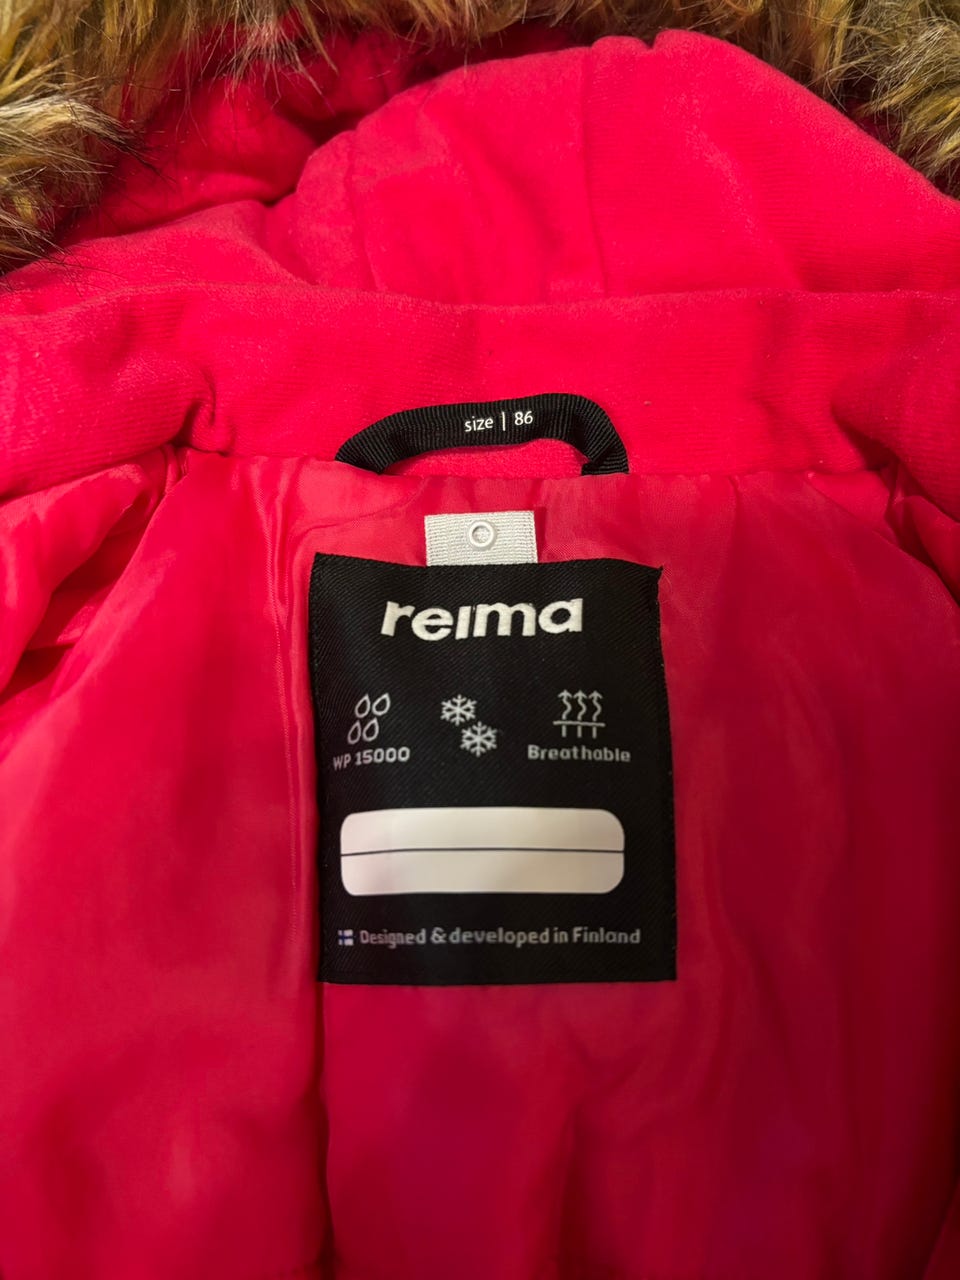 size | 86
reima
WP 15000
Breathable
Designed & developed in Finland